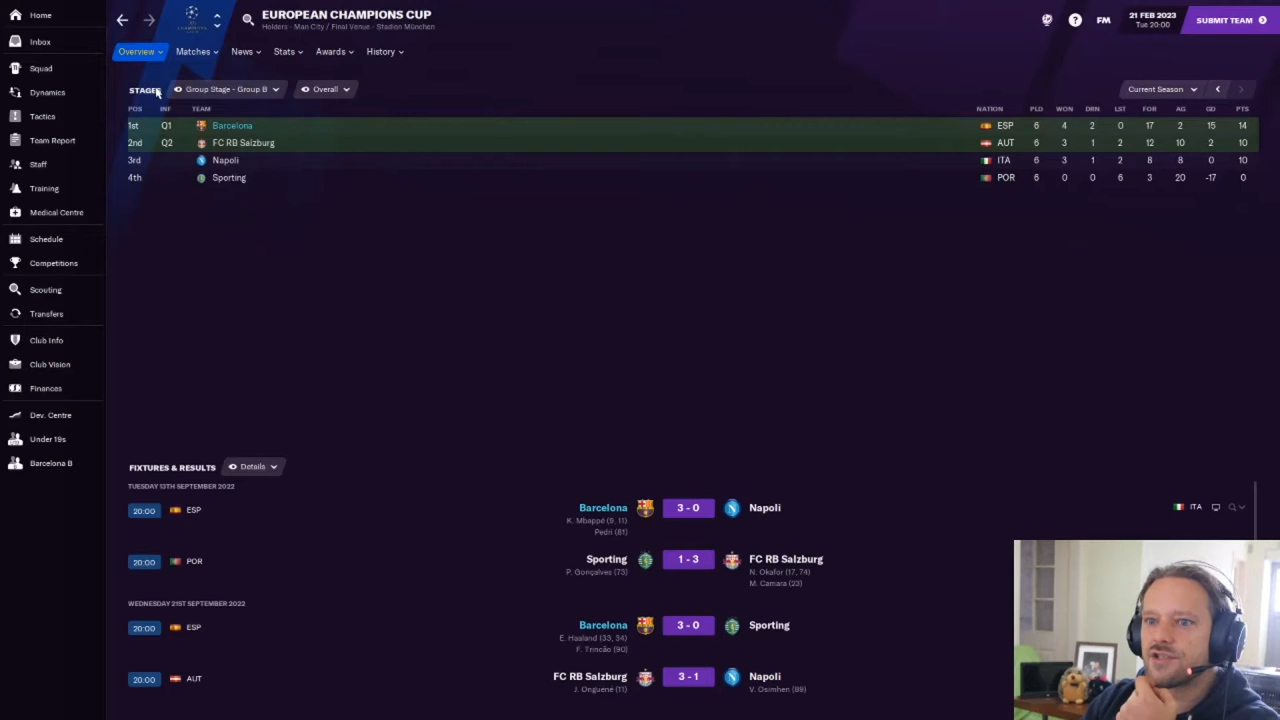 Home
Inbox
Squad
Dynamics
Tactics
Team Report
Staff
Training
Medical Centre
Schedule
Competitions
Scouting
Transfers
Club Info
Club Vision
Finances
Dev. Centre
Under 19s
Barcelona B
EUROPEAN CHAMPIONS CUP
Holders - Man City / Final Venue - Stadion München
FM
21 FEB 2023
Tue 20:00
SUBMIT TEAM
Overview Matches News Stats Awards History
STAGES Group Stage - Group B Overall Current Season
POS INF TEAM NATION PLD WON DRN LST FOR AG GD PTS
1st Q1 Barcelona ESP 6 4 2 0 17 2 15 14
2nd Q2 FC RB Salzburg AUT 6 3 1 2 12 10 2 10
3rd Napoli ITA 6 3 1 2 8 8 0 10
4th Sporting POR 6 0 0 6 3 20 -17 0
FIXTURES & RESULTS Details
TUESDAY 13TH SEPTEMBER 2022
20:00 ESP Barcelona 3 - 0 Napoli ITA
K. Mbappé (9, 11)
Pedri (81)
20:00 POR Sporting 1 - 3 FC RB Salzburg
P. Gonçalves (73) N. Okafor (17, 74)
M. Camara (23)
WEDNESDAY 21ST SEPTEMBER 2022
20:00 ESP Barcelona 3 - 0 Sporting
E. Haaland (33, 34)
F. Trincão (90)
20:00 AUT FC RB Salzburg 3 - 1 Napoli
J. Onguéné (11) V. Osimhen (89)